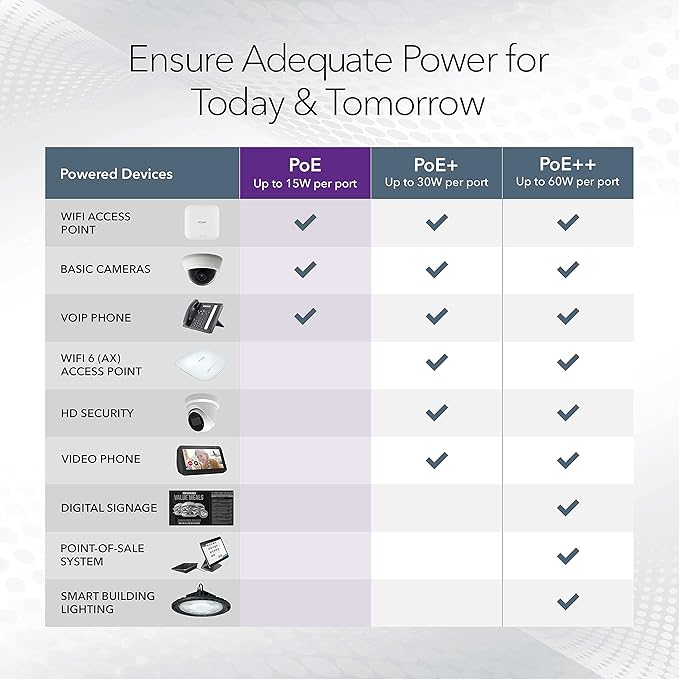 Ensure Adequate Power for
Today & Tomorrow
Powered Devices
PoE
Up to 15W per port
PoE+
Up to 30W per port
PoE++
Up to 60W per port
WIFI ACCESS
POINT
BASIC CAMERAS
VOIP PHONE
WIFI 6 (AX)
ACCESS POINT
HD SECURITY
VIDEO PHONE
DIGITAL SIGNAGE
VALUE MEALS
POINT-OF-SALE
SYSTEM
SMART BUILDING
LIGHTING